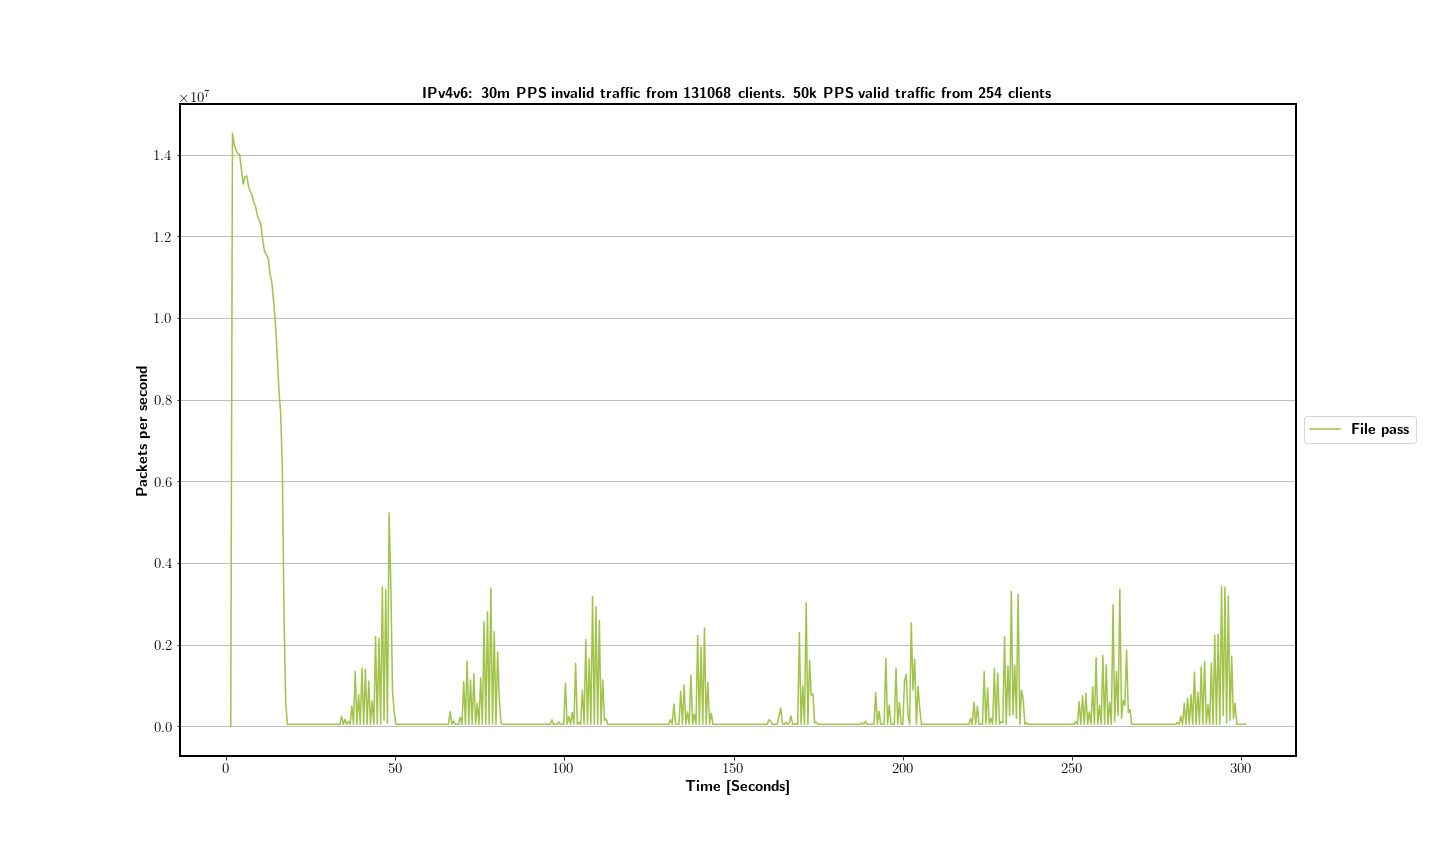 IPv4v6: 30m PPS invalid traffic from 131068 clients. 50k PPS valid traffic from 254 clients
×10⁷
1.4
1.2
1.0
0.8
0.6
0.4
0.2
0.0
Packets per second
0 50 100 150 200 250 300
Time [Seconds]
File pass